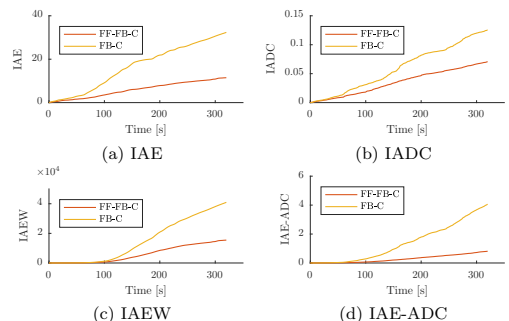 40
20
0
IAE
FF-FB-C
FB-C
0 100 200 300
Time [s]
(a) IAE
0.15
0.1
0.05
0
IADC
FF-FB-C
FB-C
0 100 200 300
Time [s]
(b) IADC
×10⁴
4
2
0
IAEW
FF-FB-C
FB-C
0 100 200 300
Time [s]
(c) IAEW
6
4
2
0
IAE-ADC
FF-FB-C
FB-C
0 100 200 300
Time [s]
(d) IAE-ADC